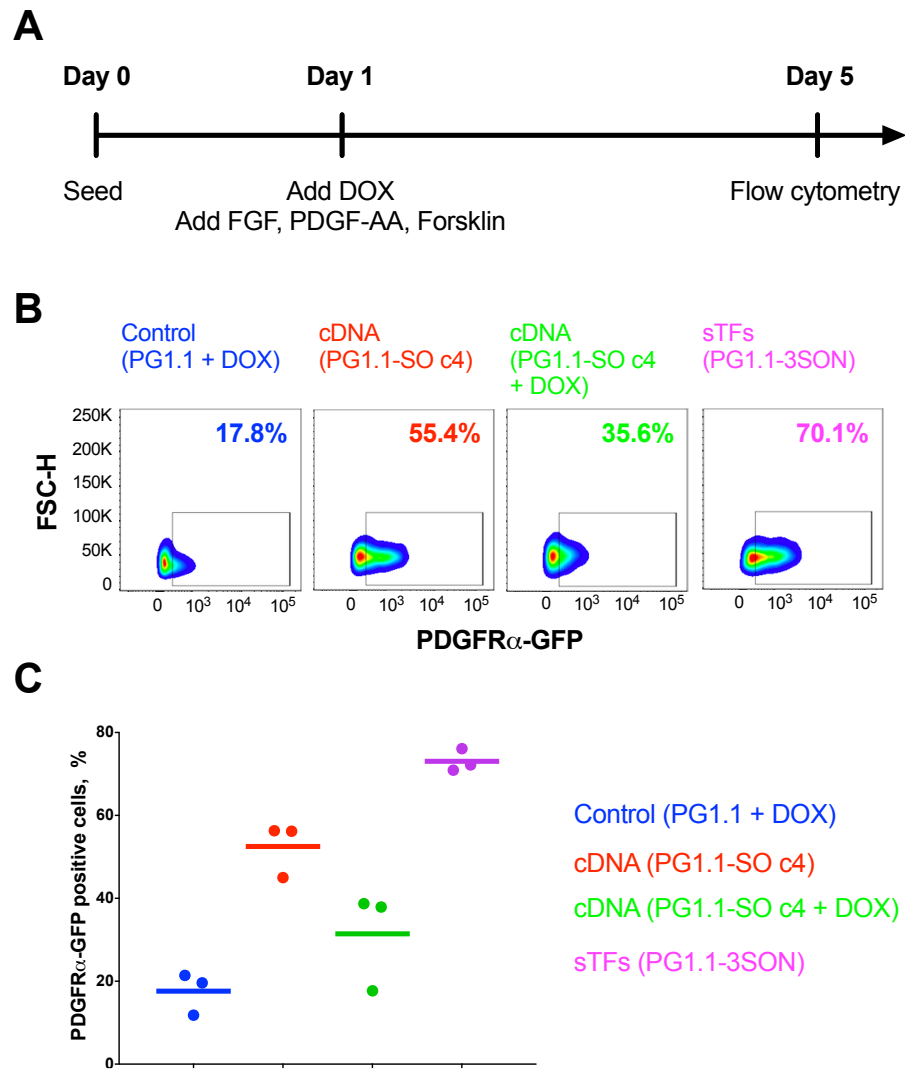 A
Day 0
Day 1
Day 5
Seed
Add DOX
Add FGF, PDGF-AA, Forsklin
Flow cytometry
B
Control
(PG1.1 + DOX)
cDNA
(PG1.1-SO c4)
cDNA
(PG1.1-SO c4
+ DOX)
sTFs
(PG1.1-3SON)
FSC-H
250K
200K
150K
100K
50K
0
17.8%
55.4%
35.6%
70.1%
0 10³ 10⁴ 10⁵
0 10³ 10⁴ 10⁵
0 10³ 10⁴ 10⁵
0 10³ 10⁴ 10⁵
PDGFRα-GFP
C
PDGFRα-GFP positive cells, %
80
60
40
20
0
Control (PG1.1 + DOX)
cDNA (PG1.1-SO c4)
cDNA (PG1.1-SO c4 + DOX)
sTFs (PG1.1-3SON)